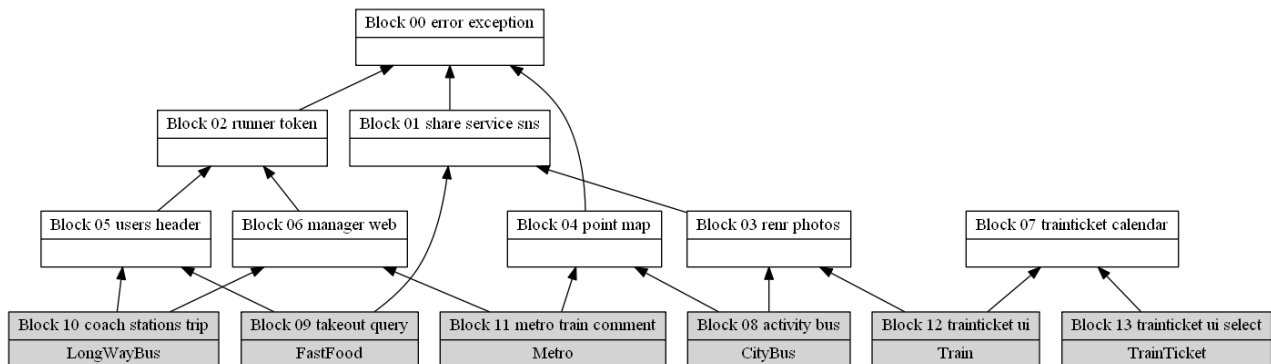 Block 00 error exception
Block 02 runner token
Block 01 share service sns
Block 05 users header
Block 06 manager web
Block 04 point map
Block 03 renr photos
Block 07 trainticket calendar
Block 10 coach stations trip
LongWayBus
Block 09 takeout query
FastFood
Block 11 metro train comment
Metro
Block 08 activity bus
CityBus
Block 12 trainticket ui
Train
Block 13 trainticket ui select
TrainTicket